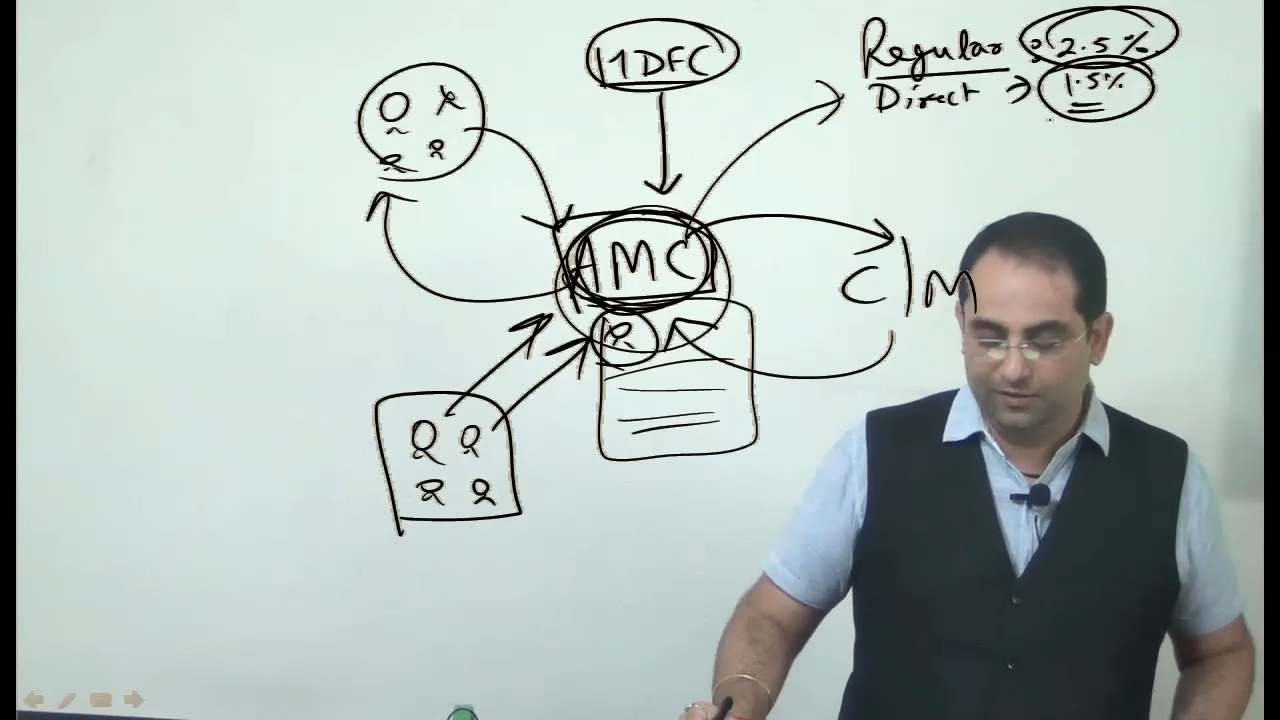 HDFC
Regular : 2.5%
Direct → 1.5%
AMC
C|M